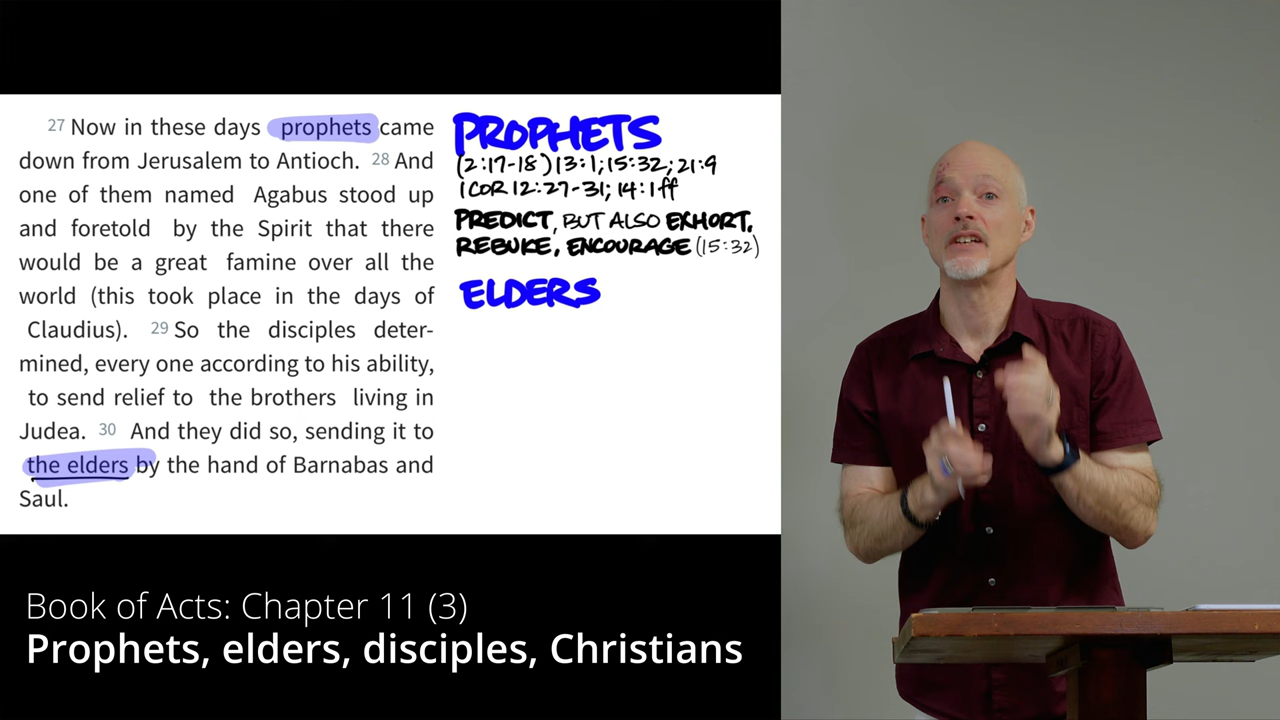 27 Now in these days prophets came
down from Jerusalem to Antioch. 28 And
one of them named Agabus stood up
and foretold by the Spirit that there
would be a great famine over all the
world (this took place in the days of
Claudius). 29 So the disciples deter-
mined, every one according to his ability,
to send relief to the brothers living in
Judea. 30 And they did so, sending it to
the elders by the hand of Barnabas and
Saul.
PROPHETS
(2:17-18) 13:1; 15:32; 21:9
1 COR 12:27-31; 14:1ff
PREDICT, BUT ALSO EXHORT,
REBUKE, ENCOURAGE (15:32)
ELDERS
Book of Acts: Chapter 11 (3)
Prophets, elders, disciples, Christians